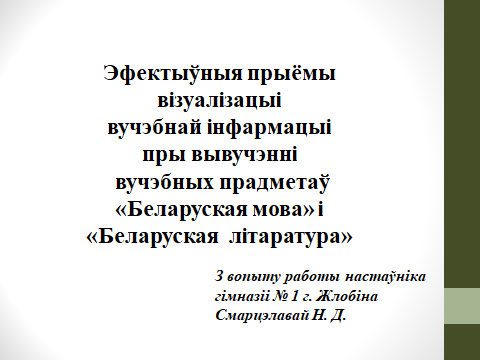 Эфектыўныя прыёмы
візуалізацыі
вучэбнай інфармацыі
пры вывучэнні
вучэбных прадметаў
«Беларуская мова» і
«Беларуская літаратура»
З вопыту работы настаўніка
гімназіі № 1 г. Жлобіна
Смарцэлавай Н. Д.